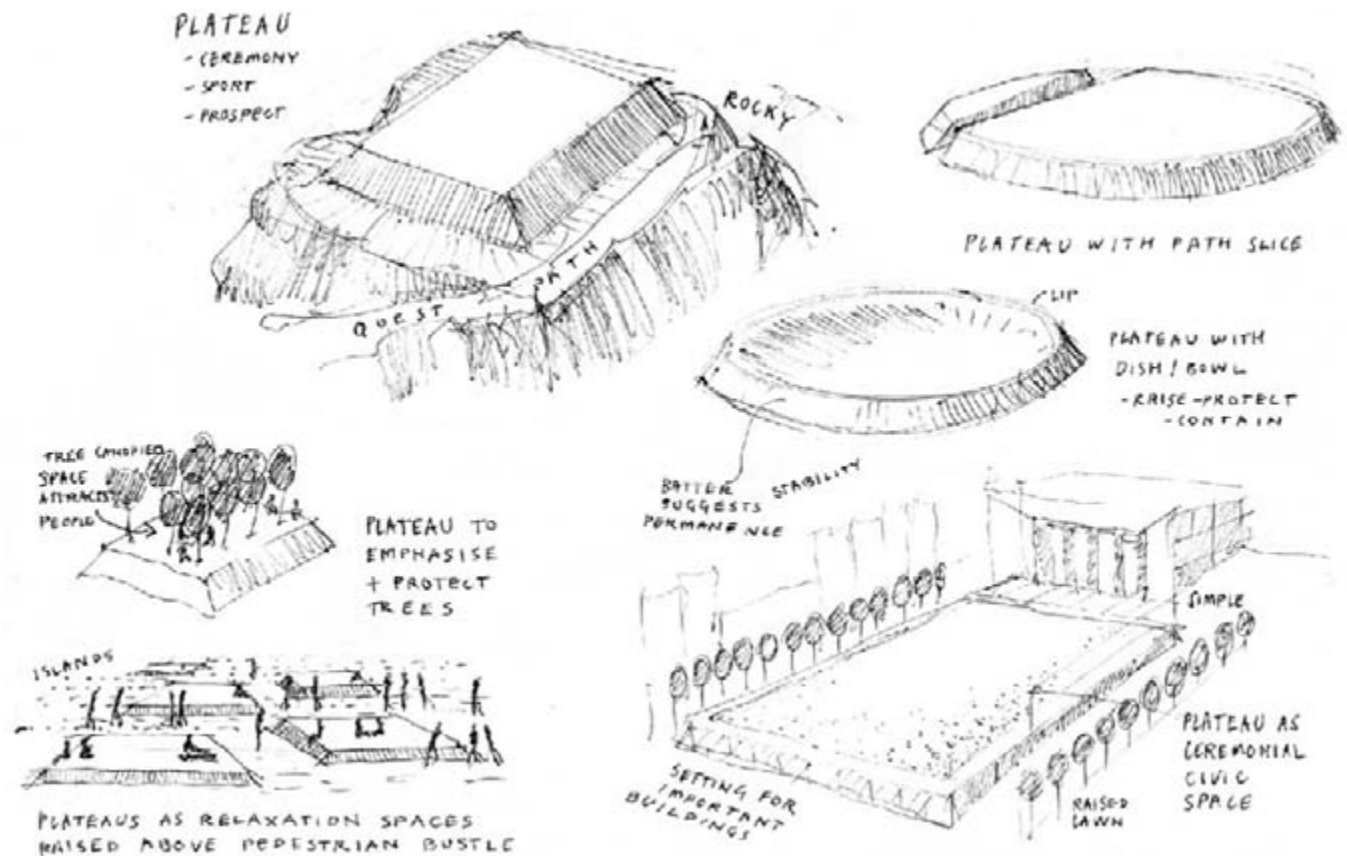 PLATEAU
- CEREMONY
- SPORT
- PROSPECT
ROCKY
QUEST PATH
PLATEAU WITH PATH SLICE
LIP
PLATEAU WITH
DISH / BOWL
- RAISE - PROTECT
- CONTAIN
BATTER
SUGGESTS STABILITY
PERMANENCE
TREE CANOPIED
SPACE
ATTRACTS
PEOPLE
PLATEAU TO
EMPHASISE
+ PROTECT
TREES
ISLANDS
PLATEAUS AS RELAXATION SPACES
RAISED ABOVE PEDESTRIAN BUSTLE
SIMPLE
PLATEAU AS
CEREMONIAL
CIVIC
SPACE
RAISED
LAWN
SETTING FOR
IMPORTANT
BUILDINGS